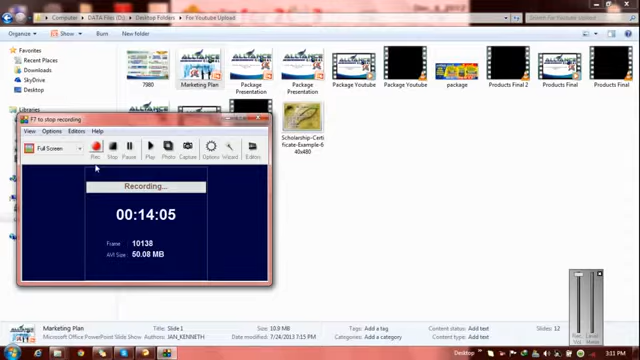 Computer ▸ DATA Files (D:) ▸ Desktop Folders ▸ For Youtube Upload
Search For Youtube Upload
Organize Show Burn New folder
Favorites
Recent Places
Downloads
SkyDrive
Desktop
Libraries
7980
Marketing Plan
Package Presentation
Package Presentation
Package Youtube
Package Youtube
package
Products Final 2
Products Final
Products Final
Scholarship-Certificate-Example-640x480
F7 to stop recording
View Options Editors Help
Full Screen
Rec Stop Pause Play Photo Capture Options Wizard Editors
Recording...
00:14:05
Frame : 10138
AVI Size : 50.08 MB
Marketing Plan Title: Slide 1 Size: 10.9 MB Tags: Add a tag Content status: Add text Slides: 12
Microsoft Office PowerPoint Slide Show Authors: JAN_KENNETH Date modified: 7/24/2013 7:15 PM Categories: Add a category Content type: Add text
Desktop 3:11 PM